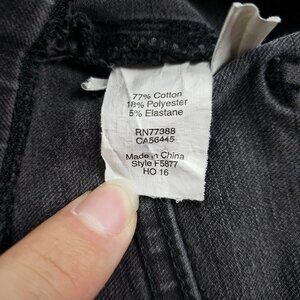 77% Cotton
18% Polyester
5% Elastane
RN77388
CA56445
Made in China
Style F5877
HO 16